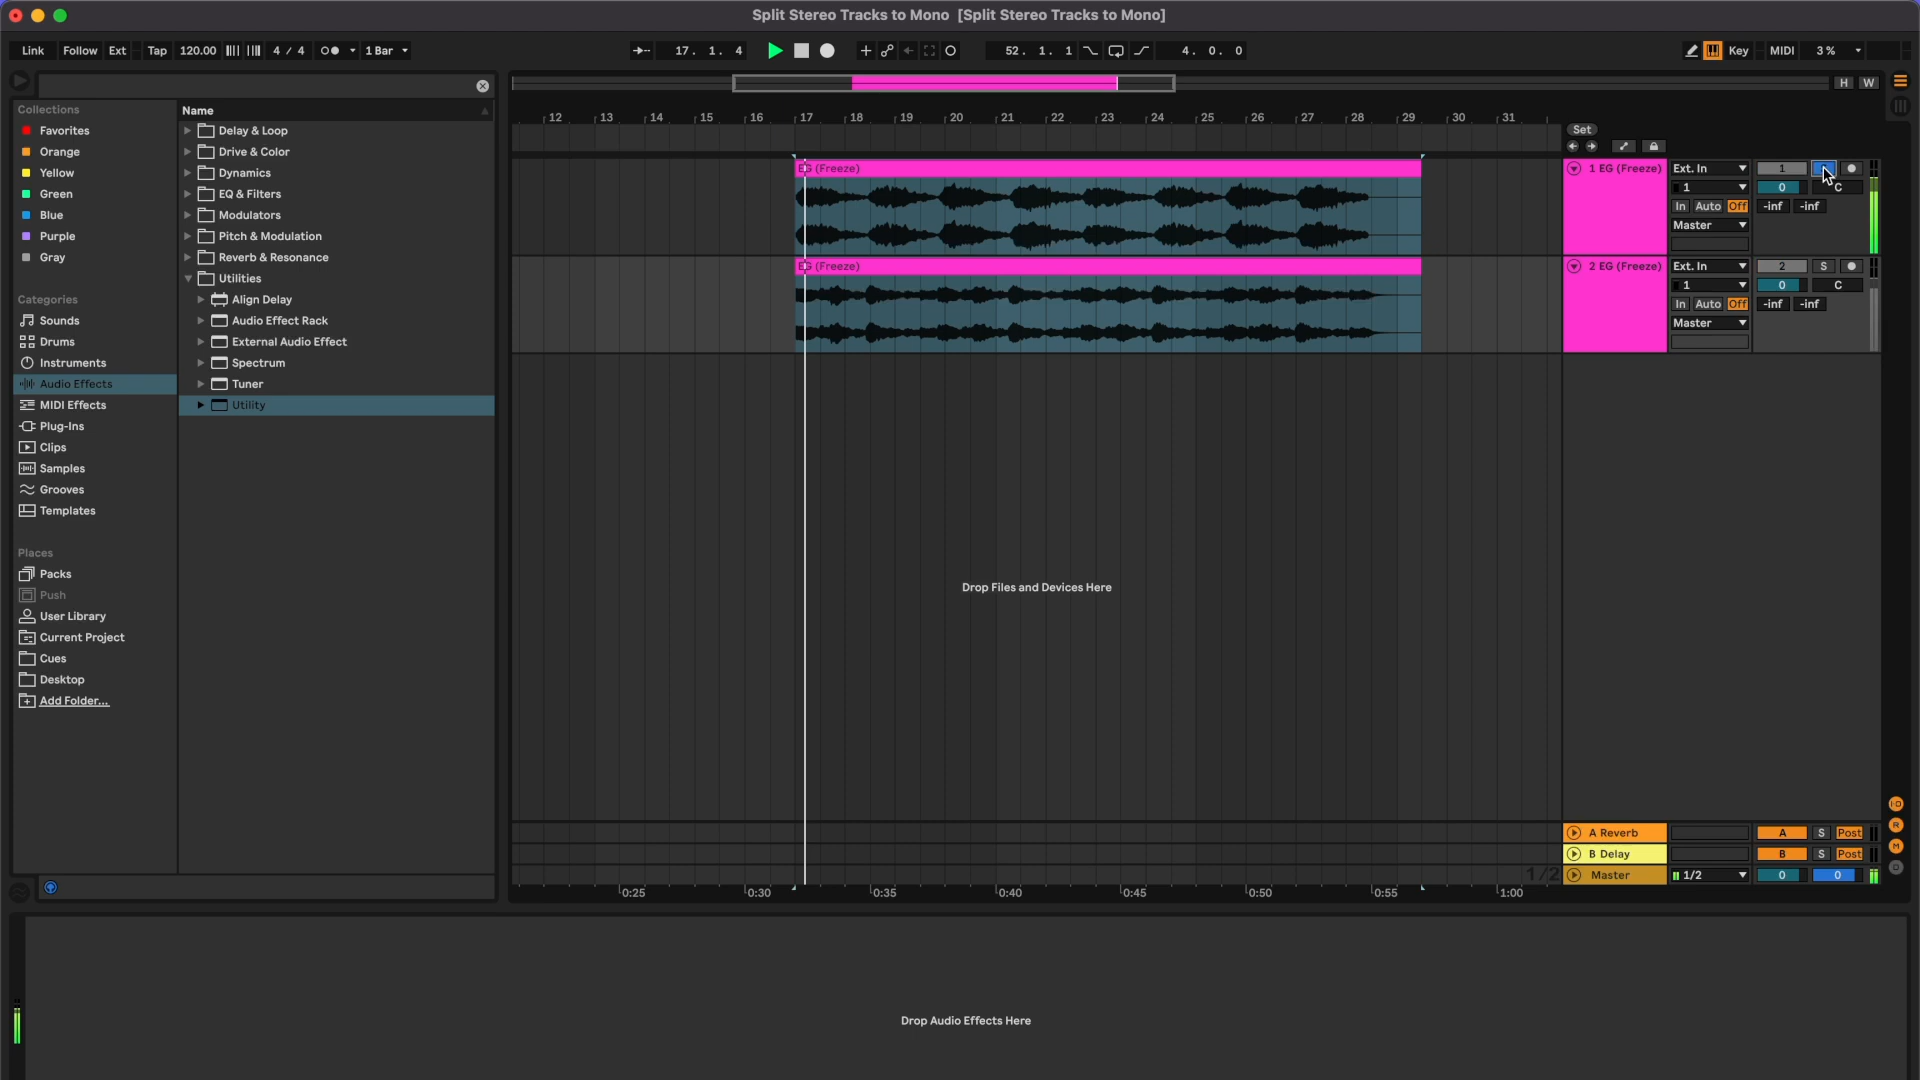 Split Stereo Tracks to Mono [Split Stereo Tracks to Mono]
Link Follow Ext Tap 120.00 4 / 4 1 Bar 17. 1. 4 52. 1. 1 4. 0. 0 Key MIDI 3 %
H W
Collections
Favorites
Orange
Yellow
Green
Blue
Purple
Gray
Categories
Sounds
Drums
Instruments
Audio Effects
MIDI Effects
Plug-Ins
Clips
Samples
Grooves
Templates
Places
Packs
Push
User Library
Current Project
Cues
Desktop
Add Folder...
Name
Delay & Loop
Drive & Color
Dynamics
EQ & Filters
Modulators
Pitch & Modulation
Reverb & Resonance
Utilities
Align Delay
Audio Effect Rack
External Audio Effect
Spectrum
Tuner
Utility
12 13 14 15 16 17 18 19 20 21 22 23 24 25 26 27 28 29 30 31
Set
EG (Freeze)
1 EG (Freeze) Ext. In 1
1 0 C
In Auto Off -inf -inf
Master
EG (Freeze)
2 EG (Freeze) Ext. In 2 S
1 0 C
In Auto Off -inf -inf
Master
Drop Files and Devices Here
A Reverb A S Post
B Delay B S Post
1/2 Master 1/2 0 0
0:25 0:30 0:35 0:40 0:45 0:50 0:55 1:00
Drop Audio Effects Here